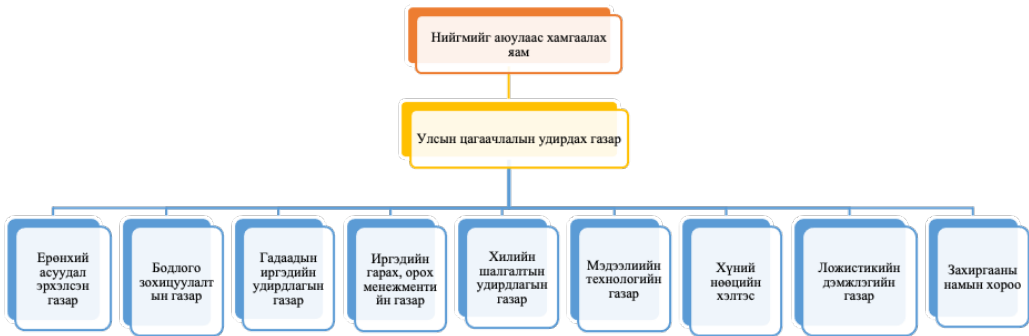 Нийгмийг аюулаас хамгаалах
яам
Улсын цагаачлалын удирдах газар
Ерөнхий
асуудал
эрхэлсэн
газар
Бодлого
зохицуулалт
ын газар
Гадаадын
иргэдийн
удирдлагын
газар
Иргэдийн
гарах, орох
менежменти
йн газар
Хилийн
шалгалтын
удирдлагын
газар
Мэдээлиийн
технологийн
газар
Хүний
нөөцийн
хэлтэс
Ложистикийн
дэмжлэгийн
газар
Захиргааны
намын хороо